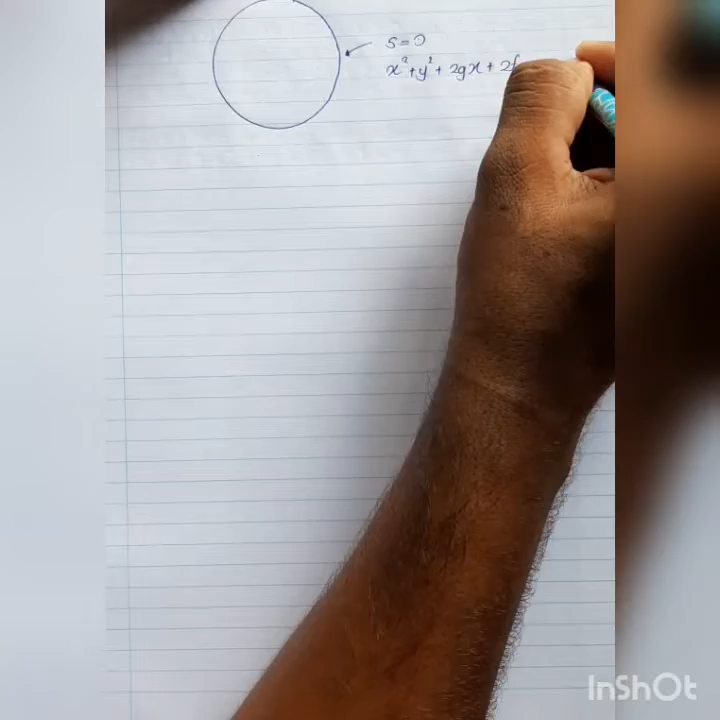 S = 0
x² + y² + 2gx + 2f
InShOt